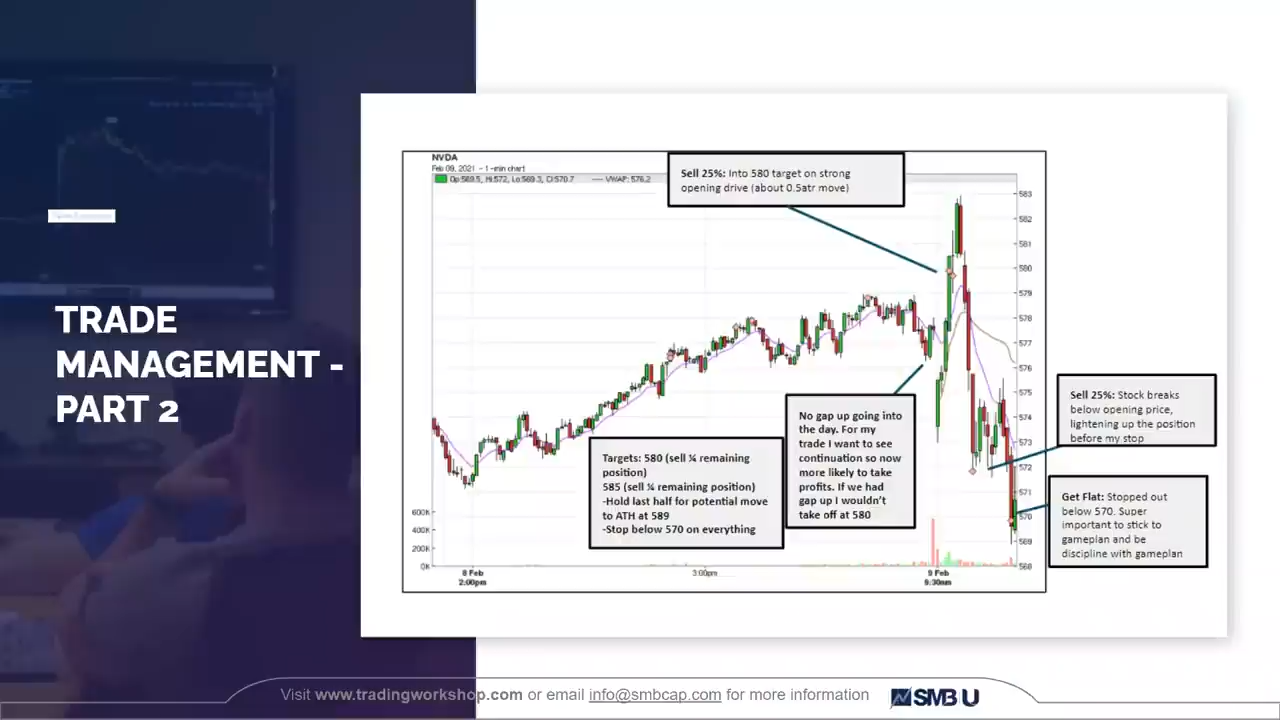 TRADE
MANAGEMENT -
PART 2
NVDA
Feb 09, 2021 - 1-min chart
Op:569.5, Hi:572, Lo:569.3, Cl:570.7 VWAP: 576.2
Sell 25%: Into 580 target on strong
opening drive (about 0.5atr move)
583
582
581
580
579
578
577
576
575
574
573
572
571
570
569
568
No gap up going into
the day. For my
trade I want to see
continuation so now
more likely to take
profits. If we had
gap up I wouldn't
take off at 580
Targets: 580 (sell ¼ remaining
position)
585 (sell ¼ remaining position)
-Hold last half for potential move
to ATH at 589
-Stop below 570 on everything
Sell 25%: Stock breaks
below opening price,
lightening up the position
before my stop
Get Flat: Stopped out
below 570. Super
important to stick to
gameplan and be
discipline with gameplan
600K
400K
200K
0K
8 Feb
2:00pm
3:00pm
9 Feb
9:30am
Visit www.tradingworkshop.com or email info@smbcap.com for more information
SMB U